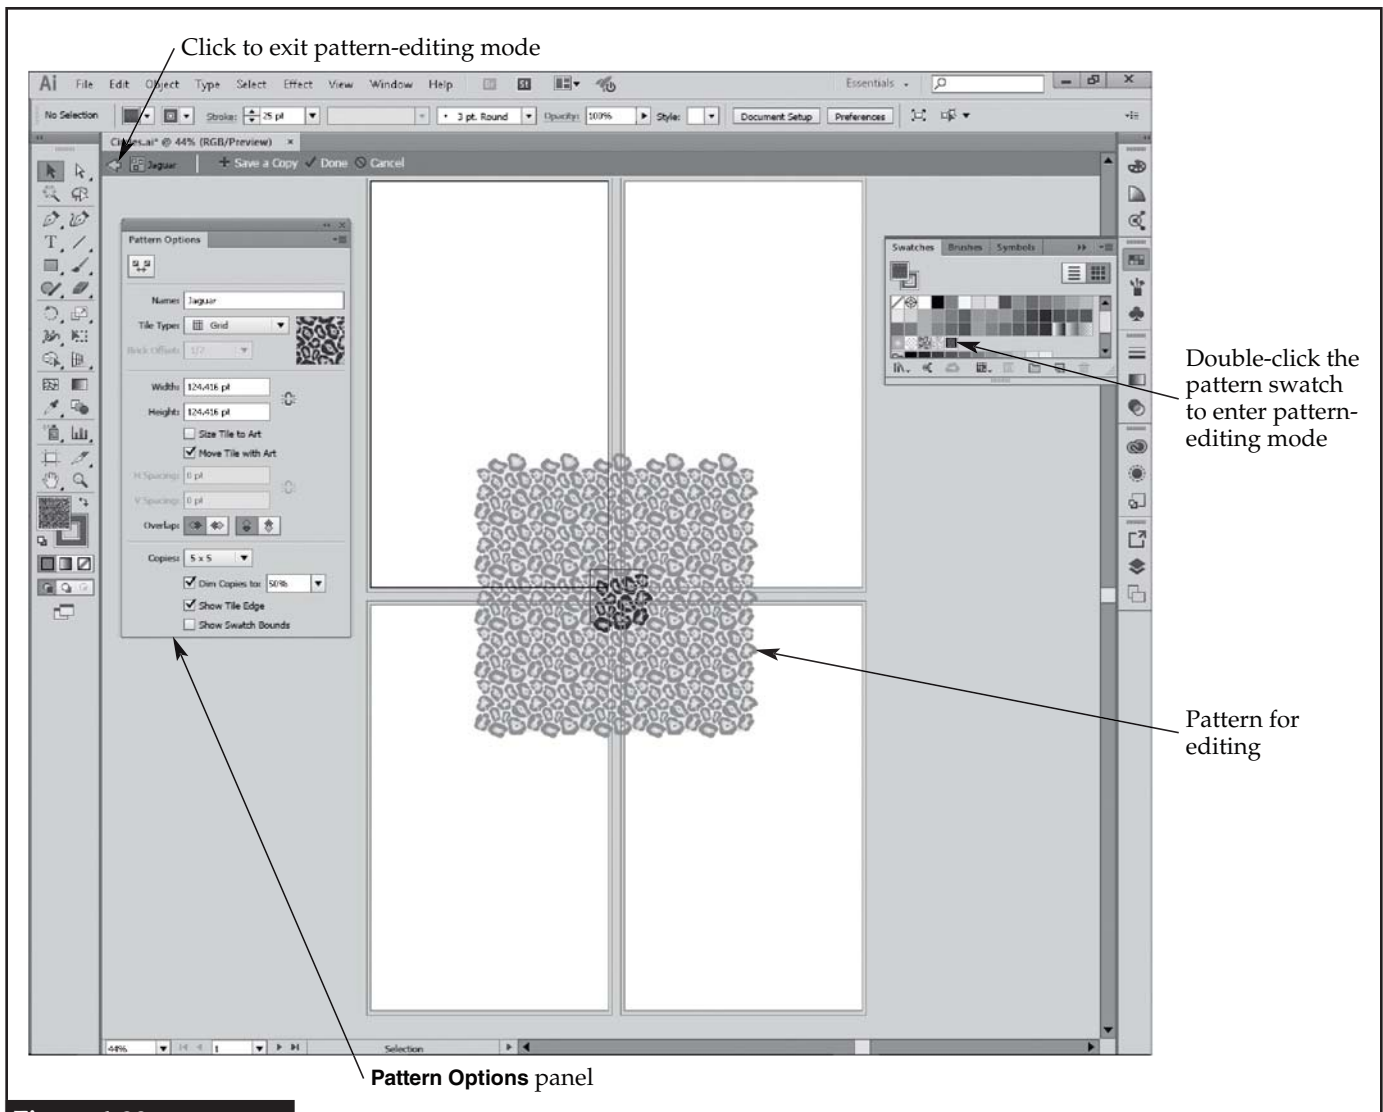 Click to exit pattern-editing mode
Ai File Edit Object Type Select Effect View Window Help St Essentials
No Selection Stroke: 25 pt 3 pt. Round Opacity: 100% Style: Document Setup Preferences
@ 44% (RGB/Preview) ×
Jaguar + Save a Copy ✓ Done Cancel
Pattern Options
Name: Jaguar
Tile Type: Grid
Brick Offset: 1/2
Width: 124.416 pt
Height: 124.416 pt
Size Tile to Art
Move Tile with Art
H Spacing: 0 pt
V Spacing: 0 pt
Overlap:
Copies: 5 x 5
Dim Copies to: 50%
Show Tile Edge
Show Swatch Bounds
Swatches Brushes Symbols
Double-click the
pattern swatch
to enter pattern-
editing mode
Pattern for
editing
44% 1 Selection
Pattern Options panel